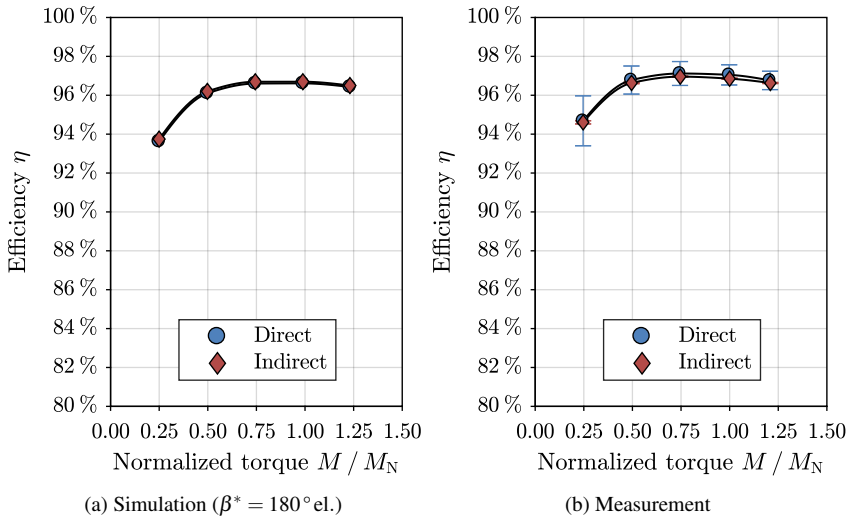 100 %
98 %
96 %
94 %
92 %
90 %
88 %
86 %
84 %
82 %
80 %
Efficiency η
Direct
Indirect
0.00 0.25 0.50 0.75 1.00 1.25 1.50
Normalized torque M / M_N
(a) Simulation (β* = 180° el.)
100 %
98 %
96 %
94 %
92 %
90 %
88 %
86 %
84 %
82 %
80 %
Efficiency η
Direct
Indirect
0.00 0.25 0.50 0.75 1.00 1.25 1.50
Normalized torque M / M_N
(b) Measurement